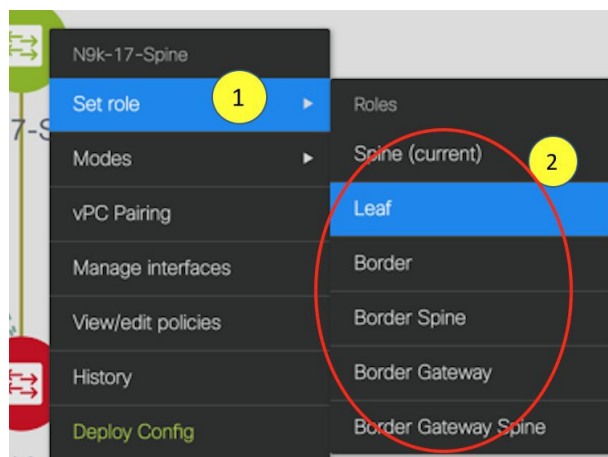 N9k-17-Spine
Set role
1
7-S
Modes
vPC Pairing
Manage interfaces
View/edit policies
History
Deploy Config
Roles
Spine (current)
2
Leaf
Border
Border Spine
Border Gateway
Border Gateway Spine